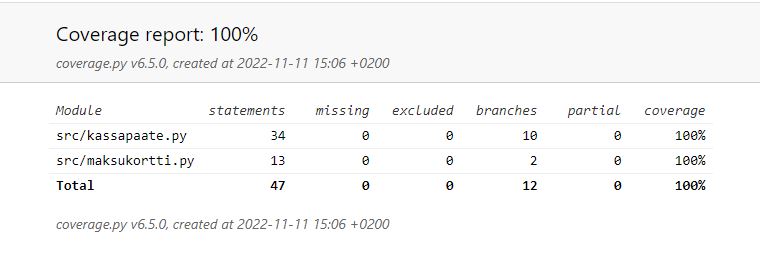 Coverage report: 100%
coverage.py v6.5.0, created at 2022-11-11 15:06 +0200
Module statements missing excluded branches partial coverage
src/kassapaate.py 34 0 0 10 0 100%
src/maksukortti.py 13 0 0 2 0 100%
Total 47 0 0 12 0 100%
coverage.py v6.5.0, created at 2022-11-11 15:06 +0200